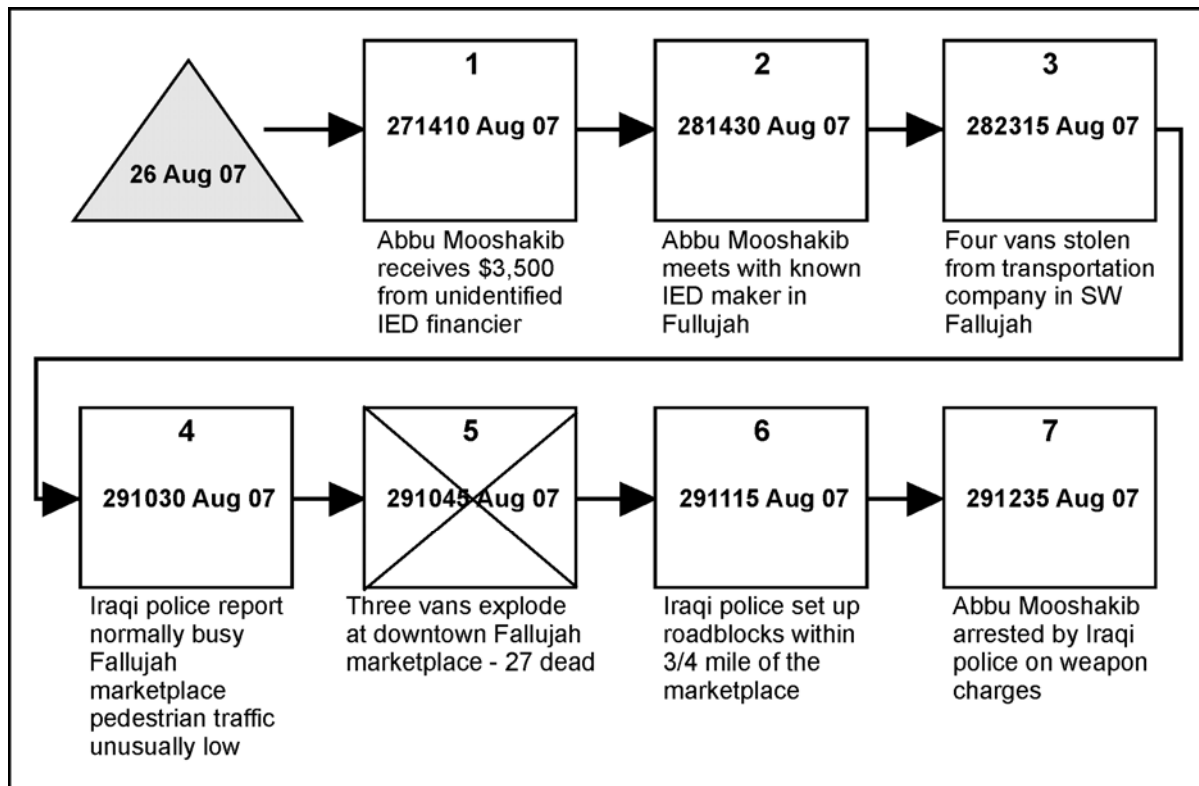 26 Aug 07
1
271410 Aug 07
Abbu Mooshakib
receives $3,500
from unidentified
IED financier
2
281430 Aug 07
Abbu Mooshakib
meets with known
IED maker in
Fullujah
3
282315 Aug 07
Four vans stolen
from transportation
company in SW
Fallujah
4
291030 Aug 07
Iraqi police report
normally busy
Fallujah
marketplace
pedestrian traffic
unusually low
5
291045 Aug 07
Three vans explode
at downtown Fallujah
marketplace - 27 dead
6
291115 Aug 07
Iraqi police set up
roadblocks within
3/4 mile of the
marketplace
7
291235 Aug 07
Abbu Mooshakib
arrested by Iraqi
police on weapon
charges